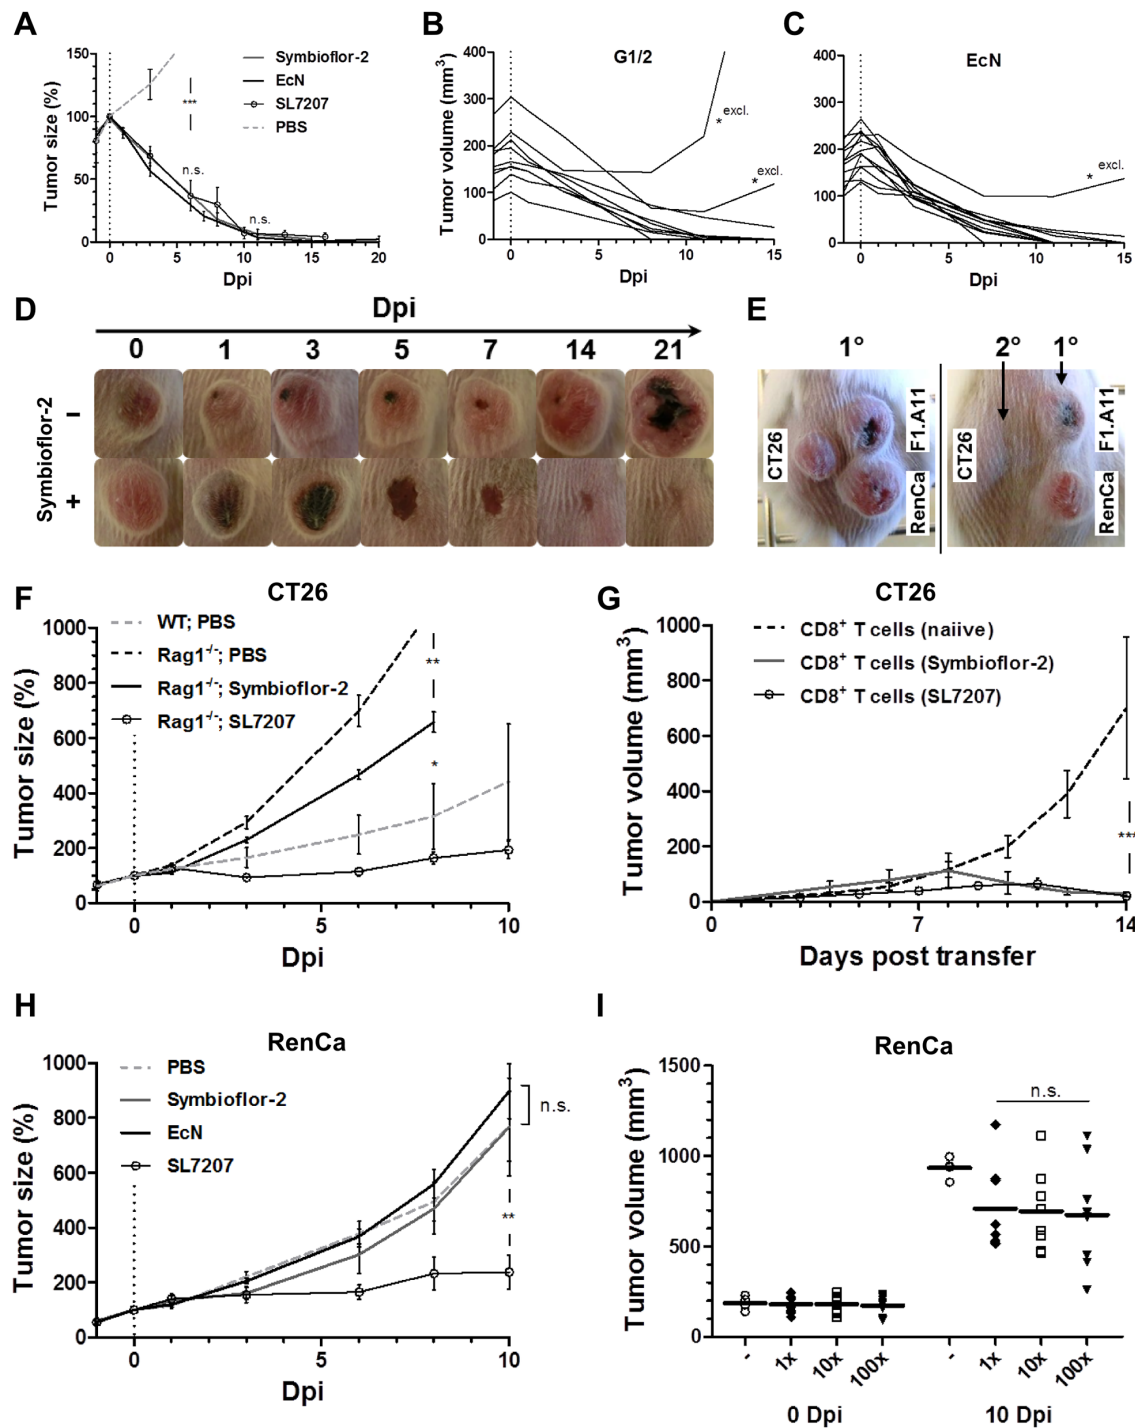 A
Tumor size (%)
150
100
50
0
Symbioflor-2
EcN
SL7207
PBS
***
n.s.
n.s.
0 5 10 15 20
Dpi
B
G1/2
Tumor volume (mm³)
400
300
200
100
0
* excl.
* excl.
0 5 10 15
Dpi
C
EcN
400
300
200
100
0
* excl.
0 5 10 15
Dpi
D
Dpi
0 1 3 5 7 14 21
Symbioflor-2
-
+
E
1°
CT26
F1.A11
RenCa
2° 1°
CT26
F1.A11
RenCa
F
CT26
Tumor size (%)
1000
800
600
400
200
0
WT; PBS
Rag1-/-; PBS
Rag1-/-; Symbioflor-2
Rag1-/-; SL7207
**
*
0 5 10
Dpi
G
CT26
Tumor volume (mm³)
1000
800
600
400
200
0
CD8+ T cells (naiive)
CD8+ T cells (Symbioflor-2)
CD8+ T cells (SL7207)
***
0 7 14
Days post transfer
H
RenCa
Tumor size (%)
1000
800
600
400
200
0
PBS
Symbioflor-2
EcN
SL7207
n.s.
**
0 5 10
Dpi
I
RenCa
Tumor volume (mm³)
1500
1000
500
0
n.s.
- 1x 10x 100x - 1x 10x 100x
0 Dpi 10 Dpi